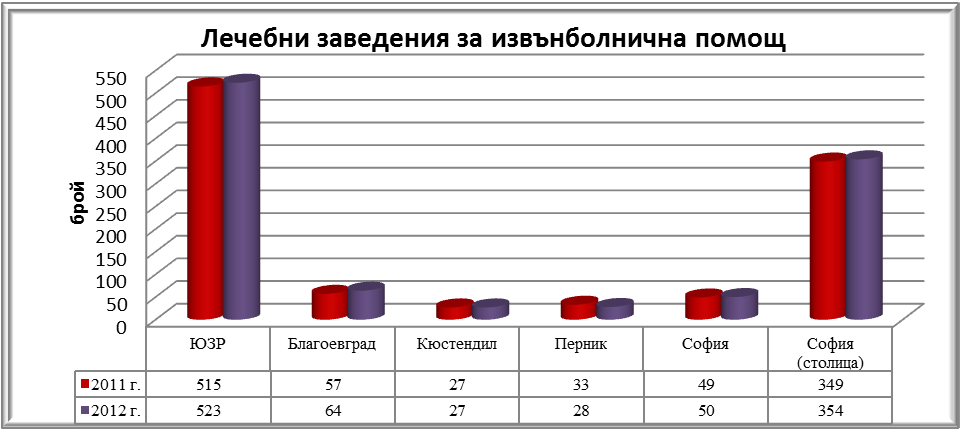 Лечебни заведения за извънболнична помощ
брой
550
500
450
400
350
300
250
200
150
100
50
0
ЮЗР Благоевград Кюстендил Перник София София
(столица)
2011 г. 515 57 27 33 49 349
2012 г. 523 64 27 28 50 354